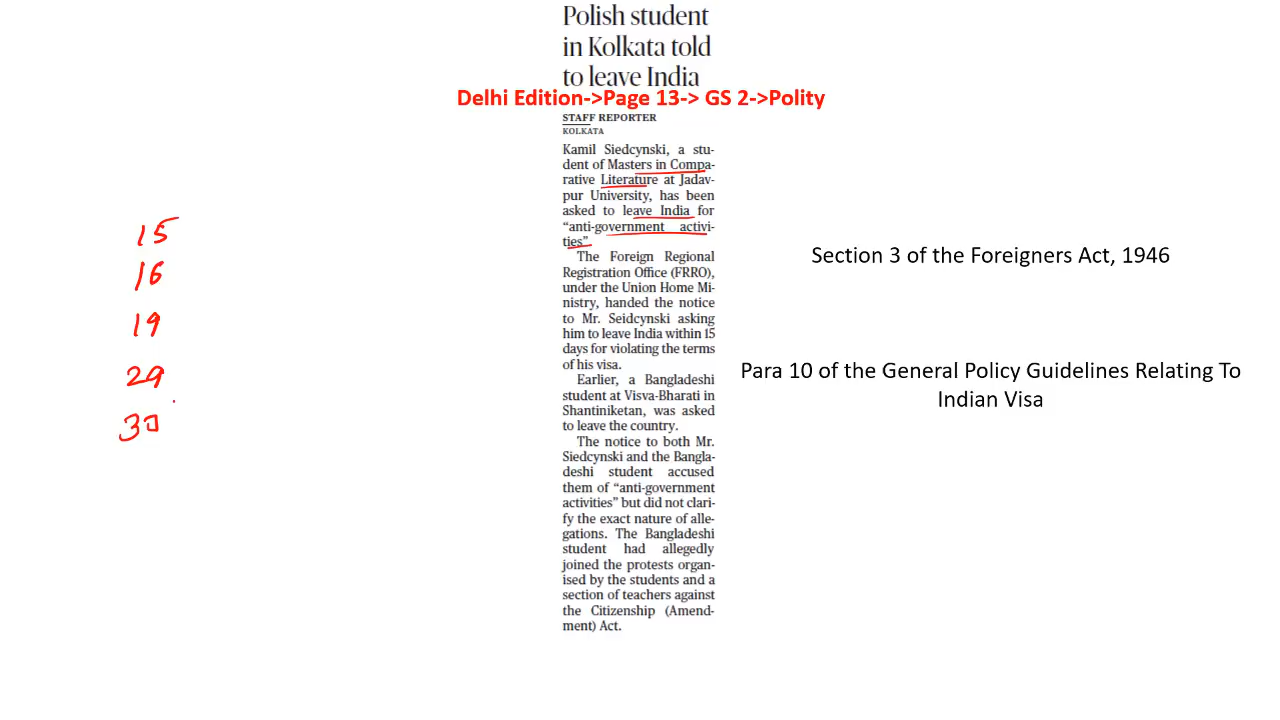 Polish student
in Kolkata told
to leave India
Delhi Edition->Page 13-> GS 2->Polity
STAFF REPORTER
KOLKATA
Kamil Siedcynski, a stu-
dent of Masters in Compa-
rative Literature at Jadav-
pur University, has been
asked to leave India for
“anti-government activi-
ties”
The Foreign Regional
Registration Office (FRRO),
under the Union Home Mi-
nistry, handed the notice
to Mr. Seidcynski asking
him to leave India within 15
days for violating the terms
of his visa.
Earlier, a Bangladeshi
student at Visva-Bharati in
Shantiniketan, was asked
to leave the country.
The notice to both Mr.
Siedcynski and the Bangla-
deshi student accused
them of “anti-government
activities” but did not clari-
fy the exact nature of alle-
gations. The Bangladeshi
student had allegedly
joined the protests organ-
ised by the students and a
section of teachers against
the Citizenship (Amend-
ment) Act.
15
16
19
29
30
Section 3 of the Foreigners Act, 1946
Para 10 of the General Policy Guidelines Relating To
Indian Visa